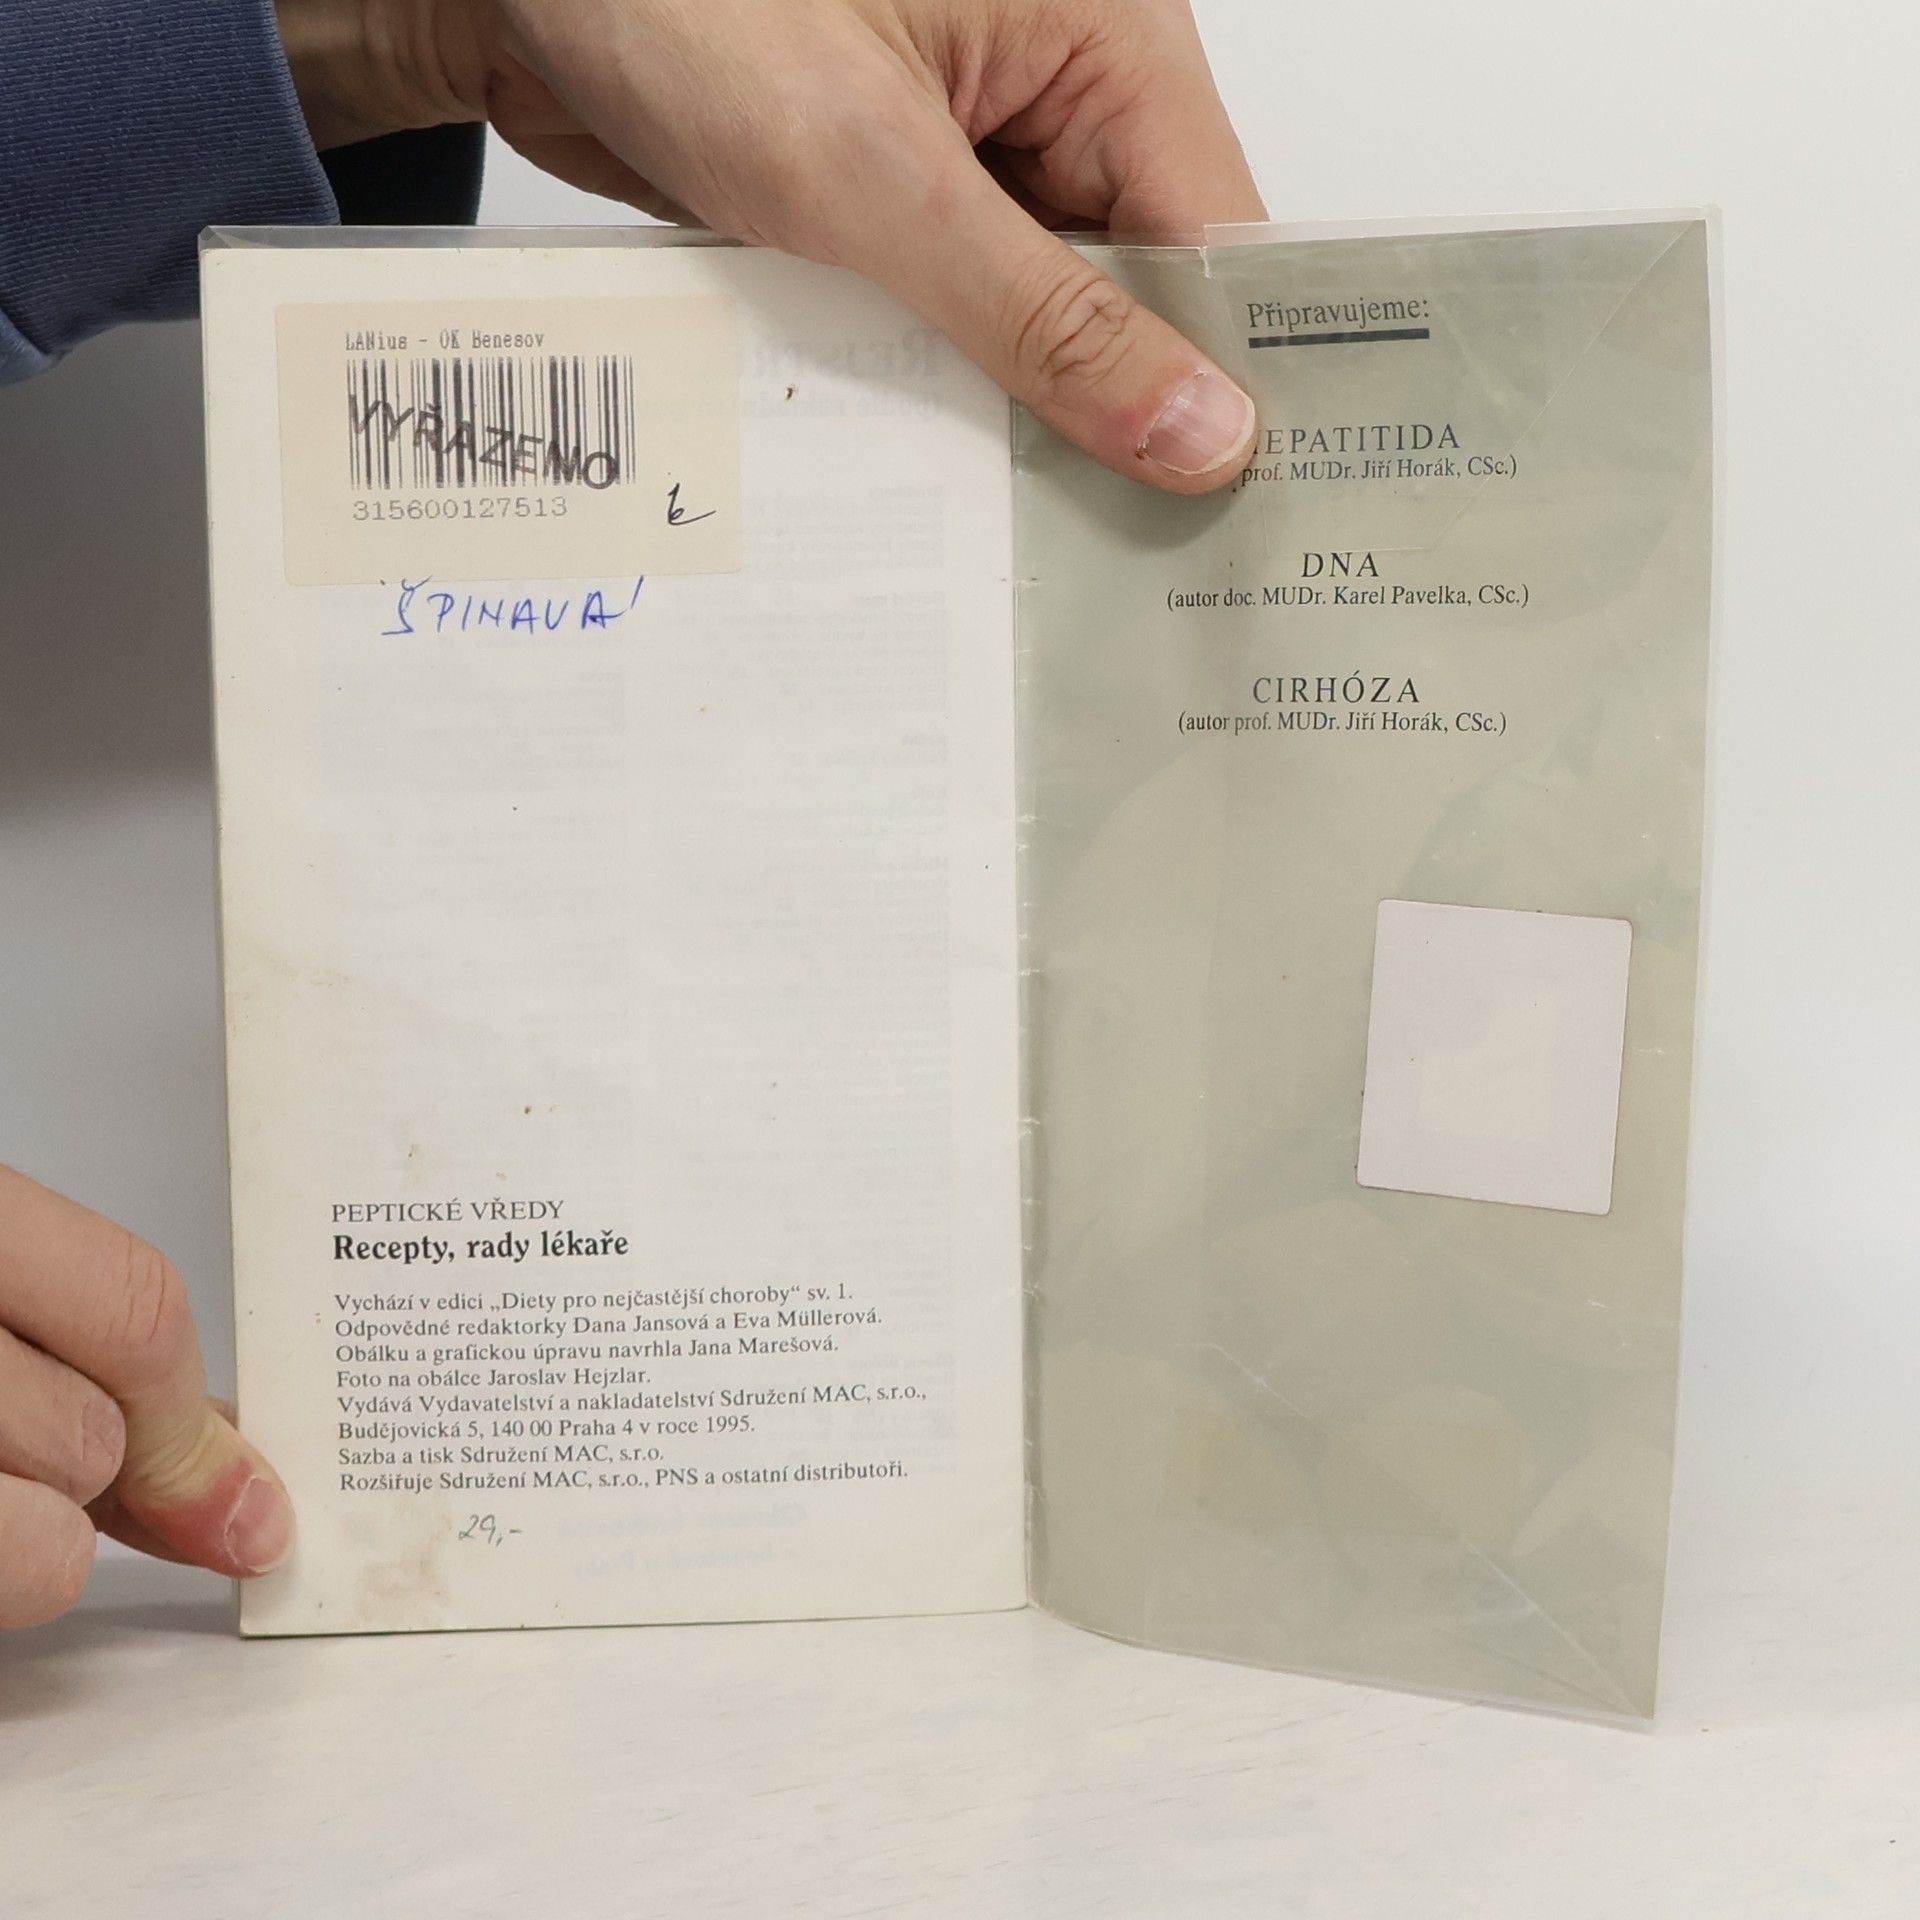 LANius - OK Benesov
VYŘAZENO
315600127513
ŠPINAVÁ
PEPTICKÉ VŘEDY
Recepty, rady lékaře
Vychází v edici „Diety pro nejčastější choroby“ sv. 1.
Odpovědné redaktorky Dana Jansová a Eva Müllerová.
Obálku a grafickou úpravu navrhla Jana Marešová.
Foto na obálce Jaroslav Hejzlar.
Vydává Vydavatelství a nakladatelství Sdružení MAC, s.r.o.,
Budějovická 5, 140 00 Praha 4 v roce 1995.
Sazba a tisk Sdružení MAC, s.r.o.
Rozšiřuje Sdružení MAC, s.r.o., PNS a ostatní distributoři.
29,-
Připravujeme:
HEPATITIDA
prof. MUDr. Jiří Horák, CSc.)
DNA
(autor doc. MUDr. Karel Pavelka, CSc.)
CIRHÓZA
(autor prof. MUDr. Jiří Horák, CSc.)